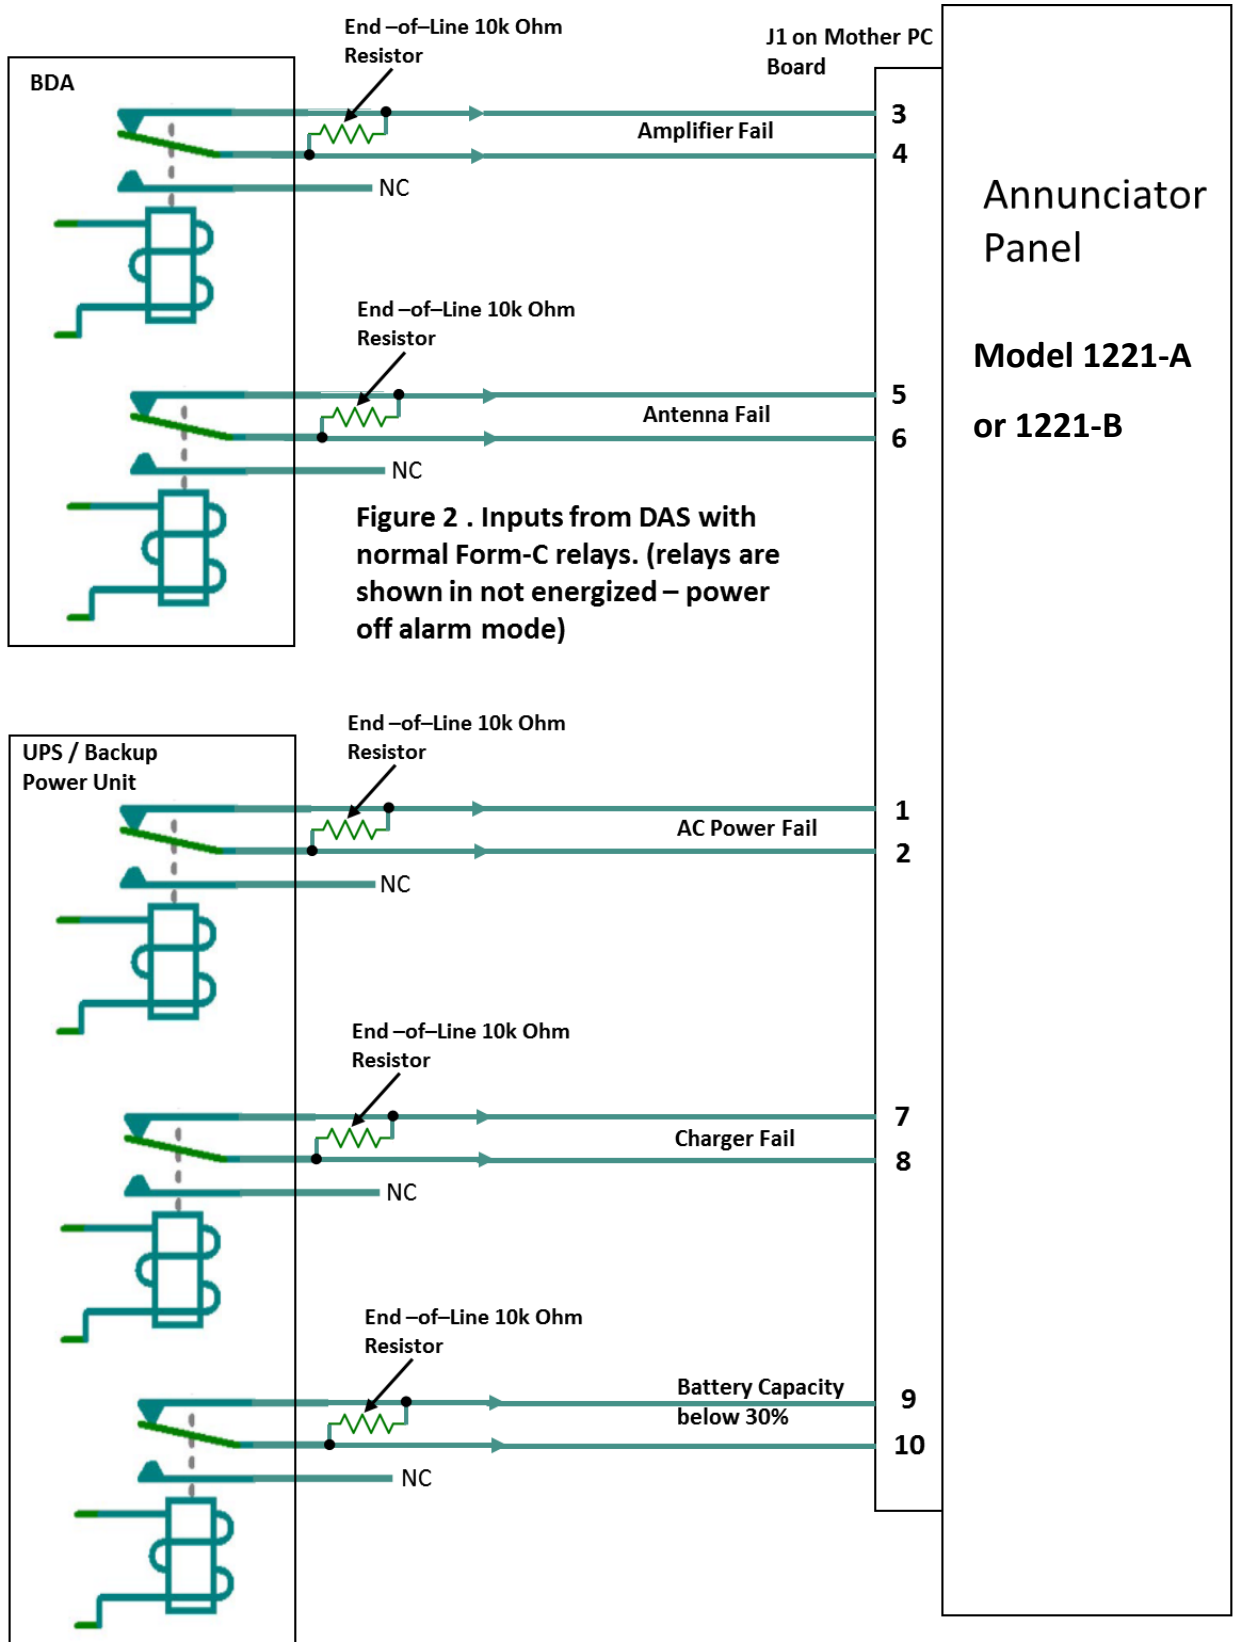 End –of–Line 10k Ohm
Resistor
J1 on Mother PC
Board
BDA
3
Amplifier Fail
4
NC
Annunciator
Panel
Model 1221-A
or 1221-B
End –of–Line 10k Ohm
Resistor
5
Antenna Fail
6
NC
Figure 2 . Inputs from DAS with
normal Form-C relays. (relays are
shown in not energized – power
off alarm mode)
End –of–Line 10k Ohm
Resistor
UPS / Backup
Power Unit
1
AC Power Fail
2
NC
End –of–Line 10k Ohm
Resistor
7
Charger Fail
8
NC
End –of–Line 10k Ohm
Resistor
Battery Capacity
below 30%
9
10
NC